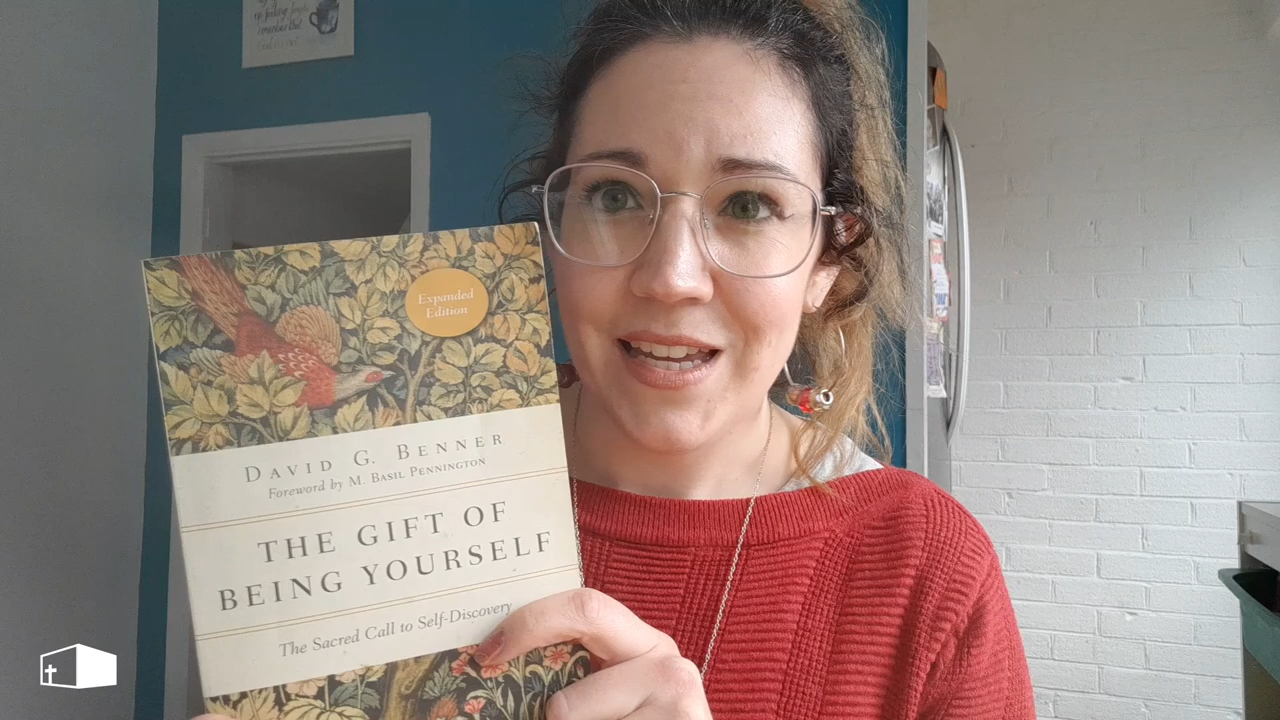 Expanded
Edition
DAVID G. BENNER
Foreword by M. BASIL PENNINGTON
THE GIFT OF
BEING YOURSELF
The Sacred Call to Self-Discovery